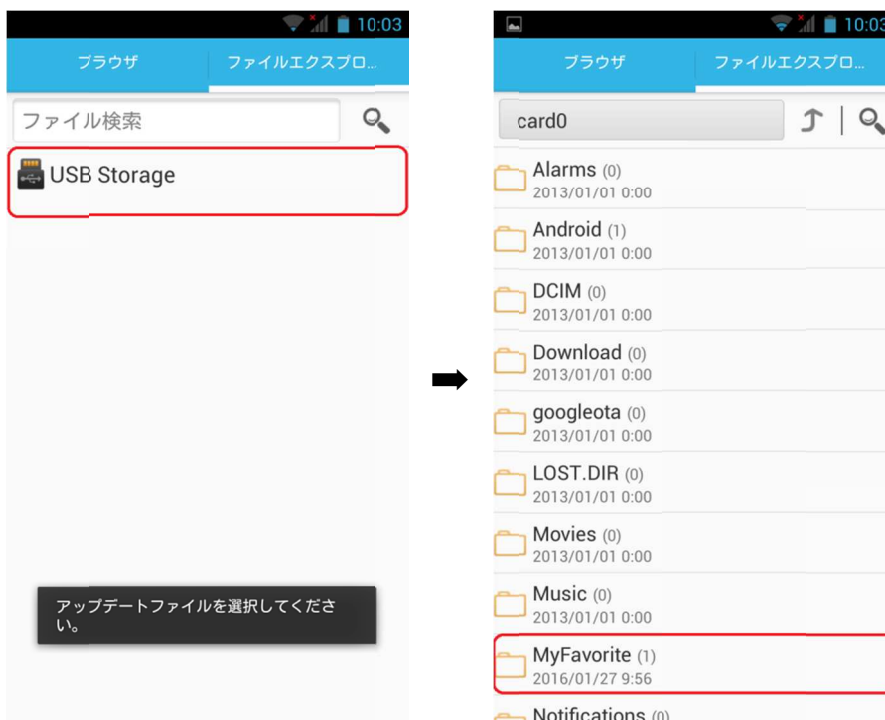 10:03
ブラウザ
ファイルエクスプロ...
ファイル検索
USB Storage
アップデートファイルを選択してくださ
い。
10:03
ブラウザ
ファイルエクスプロ...
card0
Alarms (0)
2013/01/01 0:00
Android (1)
2013/01/01 0:00
DCIM (0)
2013/01/01 0:00
Download (0)
2013/01/01 0:00
googleota (0)
2013/01/01 0:00
LOST.DIR (0)
2013/01/01 0:00
Movies (0)
2013/01/01 0:00
Music (0)
2013/01/01 0:00
MyFavorite (1)
2016/01/27 9:56
Notifications (0)